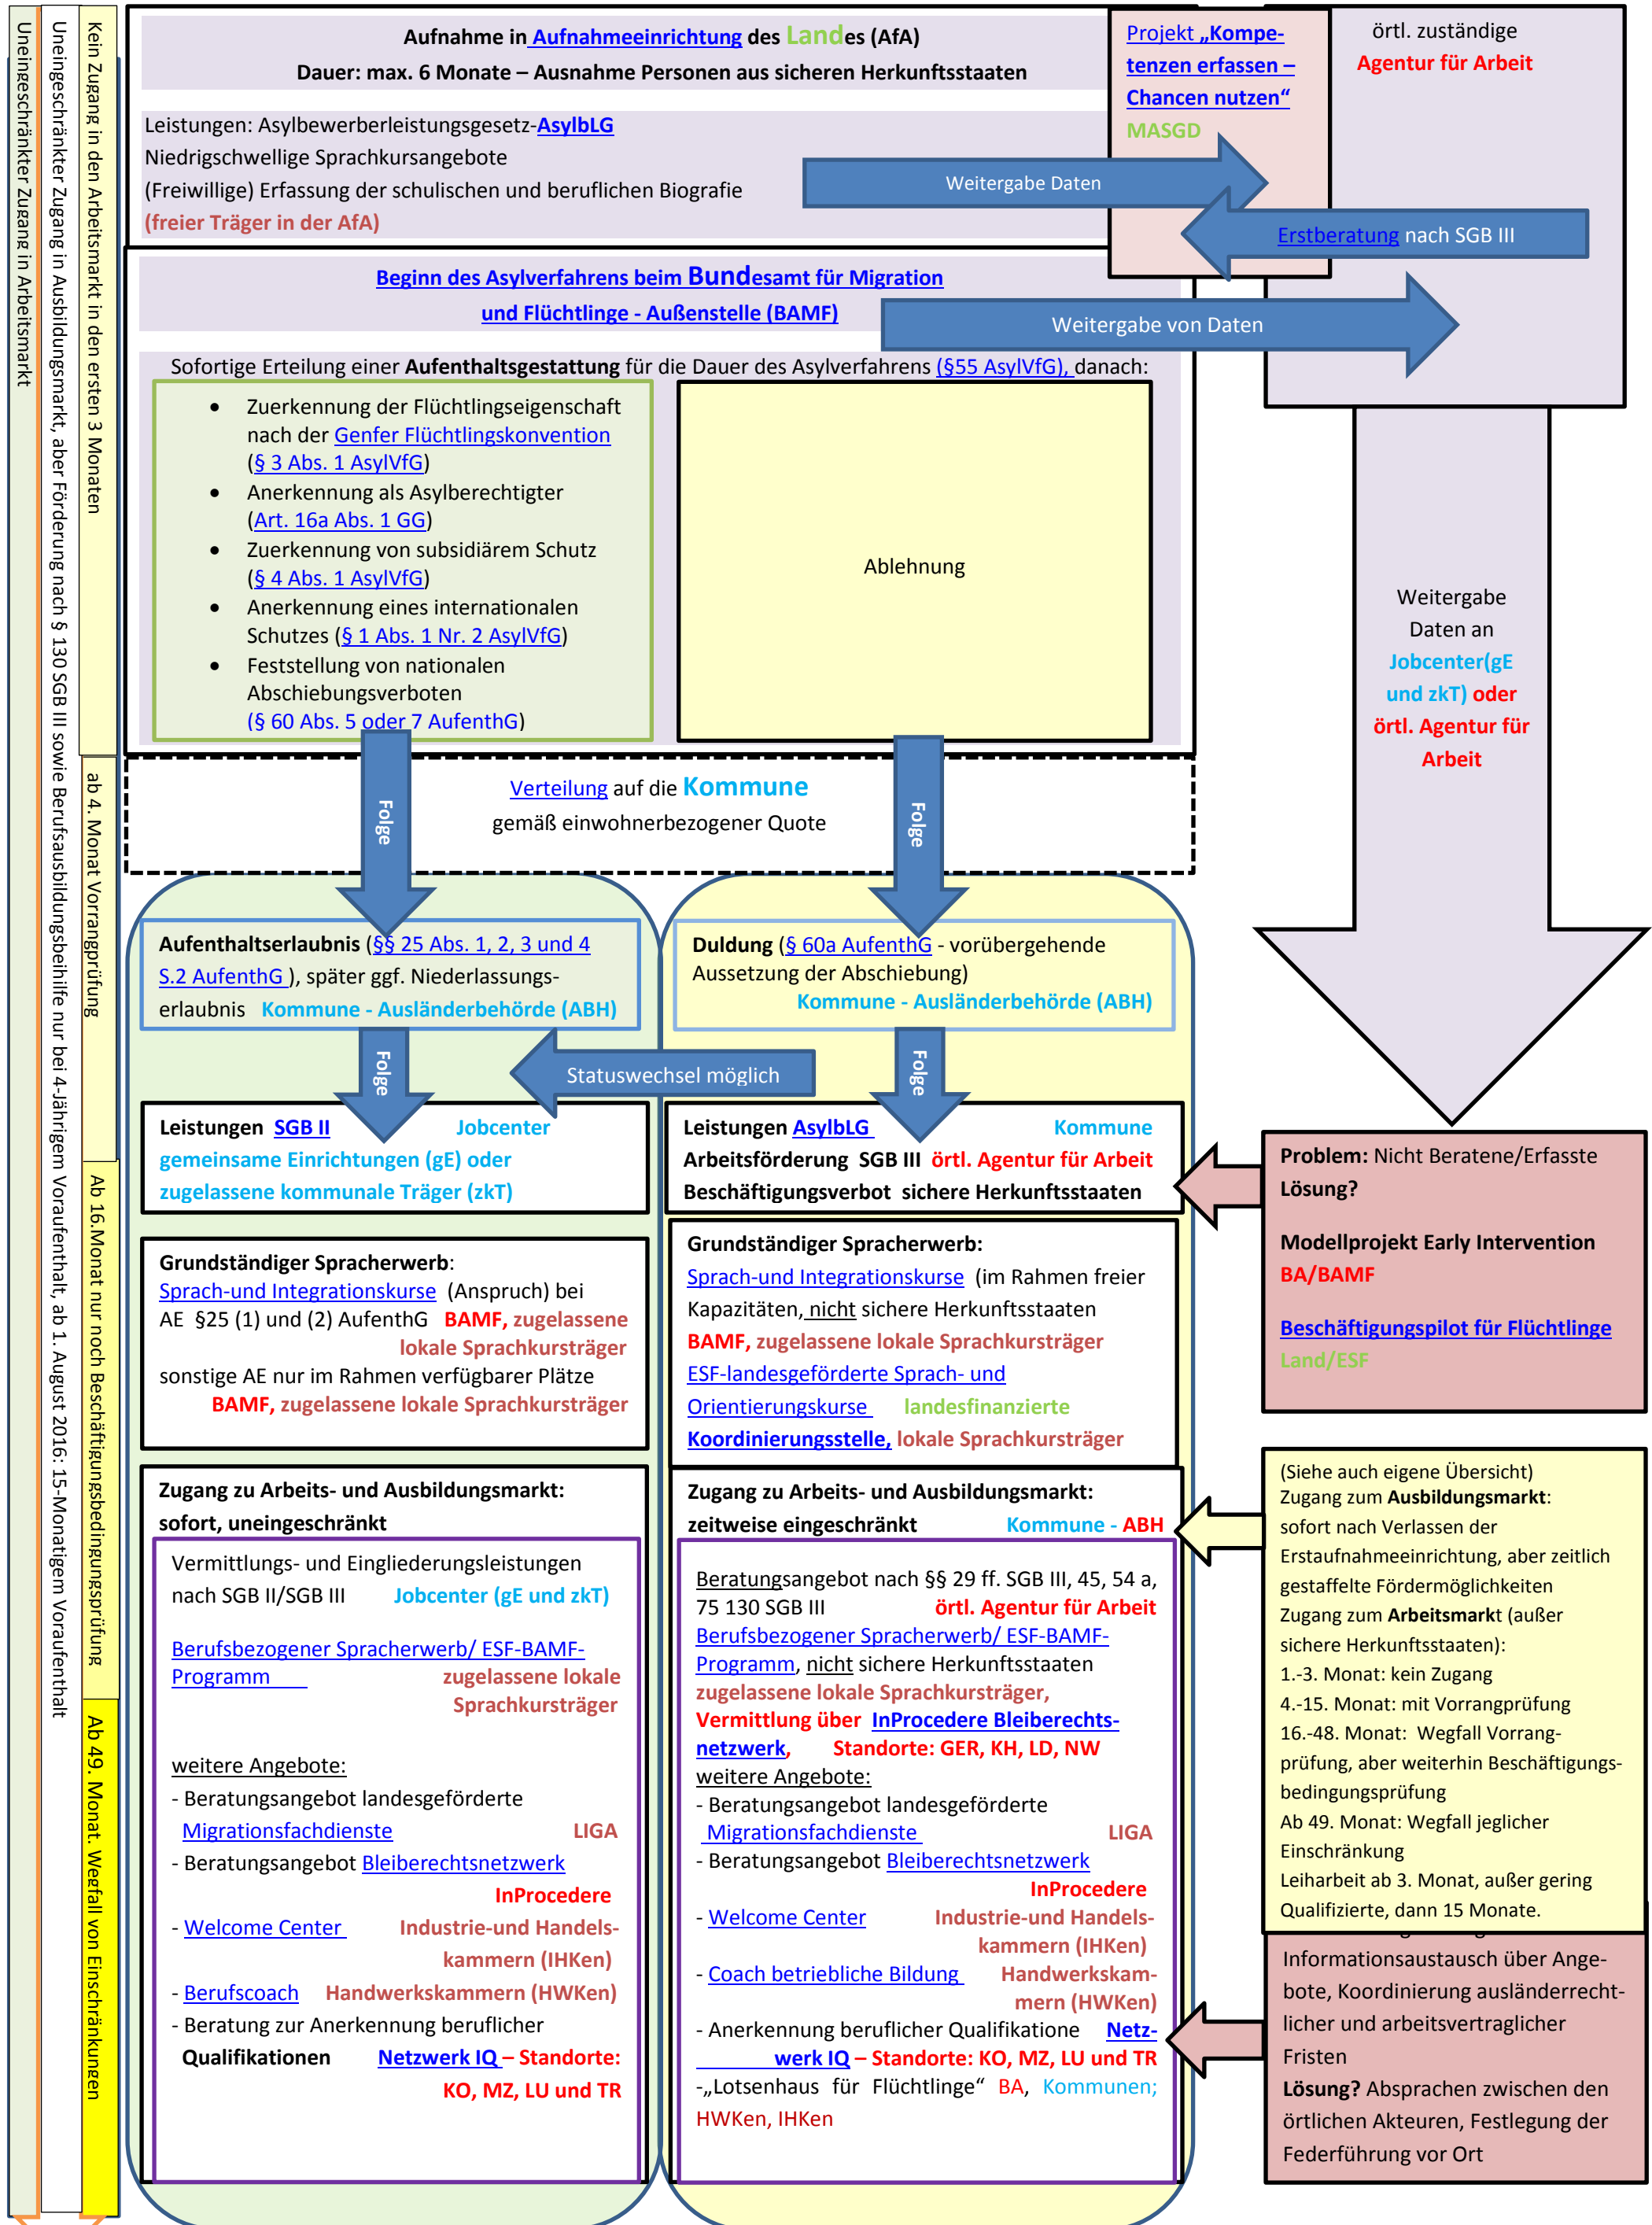 Uneingeschränkter Zugang in Arbeitsmarkt
Uneingeschränkter Zugang in Ausbildungsmarkt, aber Förderung nach § 130 SGB III sowie Berufsausbildungsbeihilfe nur bei 4-Jährigem Voraufenthalt, ab 1. August 2016: 15-Monatigem Voraufenthalt
Kein Zugang in den Arbeitsmarkt in den ersten 3 Monaten
ab 4. Monat Vorrangprüfung
Ab 16.Monat nur noch Beschäftigungsbedingungsprüfung
Ab 49. Monat. Wegfall von Einschränkungen
Aufnahme in Aufnahmeeinrichtung des Landes (AfA)
Dauer: max. 6 Monate – Ausnahme Personen aus sicheren Herkunftsstaaten
Leistungen: Asylbewerberleistungsgesetz-AsylbLG
Niedrigschwellige Sprachkursangebote
(Freiwillige) Erfassung der schulischen und beruflichen Biografie
(freier Träger in der AfA)
Projekt „Kompe-
tenzen erfassen –
Chancen nutzen“
MASGD
örtl. zuständige
Agentur für Arbeit
Weitergabe Daten
Erstberatung nach SGB III
Beginn des Asylverfahrens beim Bundesamt für Migration
und Flüchtlinge - Außenstelle (BAMF)
Weitergabe von Daten
Sofortige Erteilung einer Aufenthaltsgestattung für die Dauer des Asylverfahrens (§55 AsylVfG), danach:
• Zuerkennung der Flüchtlingseigenschaft
nach der Genfer Flüchtlingskonvention
(§ 3 Abs. 1 AsylVfG)
• Anerkennung als Asylberechtigter
(Art. 16a Abs. 1 GG)
• Zuerkennung von subsidiärem Schutz
(§ 4 Abs. 1 AsylVfG)
• Anerkennung eines internationalen
Schutzes (§ 1 Abs. 1 Nr. 2 AsylVfG)
• Feststellung von nationalen
Abschiebungsverboten
(§ 60 Abs. 5 oder 7 AufenthG)
Ablehnung
Weitergabe
Daten an
Jobcenter(gE
und zkT) oder
örtl. Agentur für
Arbeit
Folge
Verteilung auf die Kommune
gemäß einwohnerbezogener Quote
Folge
Aufenthaltserlaubnis (§§ 25 Abs. 1, 2, 3 und 4
S.2 AufenthG ), später ggf. Niederlassungs-
erlaubnis Kommune - Ausländerbehörde (ABH)
Duldung (§ 60a AufenthG - vorübergehende
Aussetzung der Abschiebung)
Kommune - Ausländerbehörde (ABH)
Folge
Statuswechsel möglich
Folge
Leistungen SGB II Jobcenter
gemeinsame Einrichtungen (gE) oder
zugelassene kommunale Träger (zkT)
Leistungen AsylbLG Kommune
Arbeitsförderung SGB III örtl. Agentur für Arbeit
Beschäftigungsverbot sichere Herkunftsstaaten
Problem: Nicht Beratene/Erfasste
Lösung?
Modellprojekt Early Intervention
BA/BAMF
Beschäftigungspilot für Flüchtlinge
Land/ESF
Grundständiger Spracherwerb:
Sprach-und Integrationskurse (Anspruch) bei
AE §25 (1) und (2) AufenthG BAMF, zugelassene
lokale Sprachkursträger
sonstige AE nur im Rahmen verfügbarer Plätze
BAMF, zugelassene lokale Sprachkursträger
Grundständiger Spracherwerb:
Sprach-und Integrationskurse (im Rahmen freier
Kapazitäten, nicht sichere Herkunftsstaaten
BAMF, zugelassene lokale Sprachkursträger
ESF-landesgeförderte Sprach- und
Orientierungskurse landesfinanzierte
Koordinierungsstelle, lokale Sprachkursträger
Zugang zu Arbeits- und Ausbildungsmarkt:
sofort, uneingeschränkt
Vermittlungs- und Eingliederungsleistungen
nach SGB II/SGB III Jobcenter (gE und zkT)
Berufsbezogener Spracherwerb/ ESF-BAMF-
Programm zugelassene lokale
Sprachkursträger
weitere Angebote:
- Beratungsangebot landesgeförderte
Migrationsfachdienste LIGA
- Beratungsangebot Bleiberechtsnetzwerk
InProcedere
- Welcome Center Industrie-und Handels-
kammern (IHKen)
- Berufscoach Handwerkskammern (HWKen)
- Beratung zur Anerkennung beruflicher
Qualifikationen Netzwerk IQ – Standorte:
KO, MZ, LU und TR
Zugang zu Arbeits- und Ausbildungsmarkt:
zeitweise eingeschränkt Kommune - ABH
Beratungsangebot nach §§ 29 ff. SGB III, 45, 54 a,
75 130 SGB III örtl. Agentur für Arbeit
Berufsbezogener Spracherwerb/ ESF-BAMF-
Programm, nicht sichere Herkunftsstaaten
zugelassene lokale Sprachkursträger,
Vermittlung über InProcedere Bleiberechts-
netzwerk, Standorte: GER, KH, LD, NW
weitere Angebote:
- Beratungsangebot landesgeförderte
Migrationsfachdienste LIGA
- Beratungsangebot Bleiberechtsnetzwerk
InProcedere
- Welcome Center Industrie-und Handels-
kammern (IHKen)
- Coach betriebliche Bildung Handwerkskam-
mern (HWKen)
- Anerkennung beruflicher Qualifikatione Netz-
werk IQ – Standorte: KO, MZ, LU und TR
-„Lotsenhaus für Flüchtlinge“ BA, Kommunen;
HWKen, IHKen
(Siehe auch eigene Übersicht)
Zugang zum Ausbildungsmarkt:
sofort nach Verlassen der
Erstaufnahmeeinrichtung, aber zeitlich
gestaffelte Fördermöglichkeiten
Zugang zum Arbeitsmarkt (außer
sichere Herkunftsstaaten):
1.-3. Monat: kein Zugang
4.-15. Monat: mit Vorrangprüfung
16.-48. Monat: Wegfall Vorrang-
prüfung, aber weiterhin Beschäftigungs-
bedingungsprüfung
Ab 49. Monat: Wegfall jeglicher
Einschränkung
Leiharbeit ab 3. Monat, außer gering
Qualifizierte, dann 15 Monate.
Informationsaustausch über Ange-
bote, Koordinierung ausländerrecht-
licher und arbeitsvertraglicher
Fristen
Lösung? Absprachen zwischen den
örtlichen Akteuren, Festlegung der
Federführung vor Ort